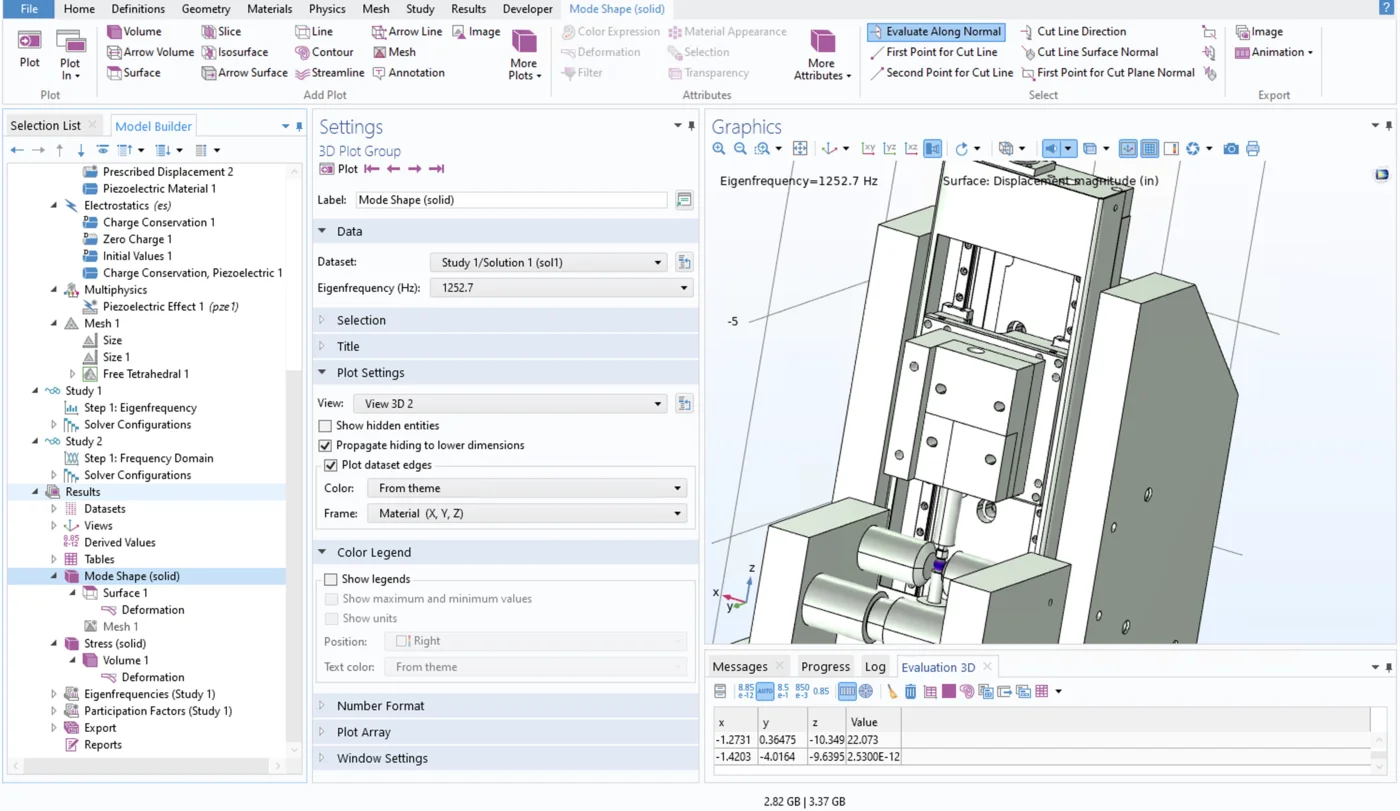 File Home Definitions Geometry Materials Physics Mesh Study Results Developer Mode Shape (solid) ?
Volume Slice Line Arrow Line Image
Arrow Volume Isosurface Contour Mesh
Surface Arrow Surface Streamline Annotation
Plot
Plot In
More Plots
Color Expression Material Appearance
Deformation Selection
Filter Transparency
More Attributes
Evaluate Along Normal Cut Line Direction
First Point for Cut Line Cut Line Surface Normal
Second Point for Cut Line First Point for Cut Plane Normal
Image
Animation
Plot Add Plot Attributes Select Export
Selection List Model Builder
Prescribed Displacement 2
Piezoelectric Material 1
Electrostatics (es)
Charge Conservation 1
Zero Charge 1
Initial Values 1
Charge Conservation, Piezoelectric 1
Multiphysics
Piezoelectric Effect 1 (pze1)
Mesh 1
Size
Size 1
Free Tetrahedral 1
Study 1
Step 1: Eigenfrequency
Solver Configurations
Study 2
Step 1: Frequency Domain
Solver Configurations
Results
Datasets
Views
8.85 e-12 Derived Values
Tables
Mode Shape (solid)
Surface 1
Deformation
Mesh 1
Stress (solid)
Volume 1
Deformation
Eigenfrequencies (Study 1)
Participation Factors (Study 1)
Export
Reports
Settings
3D Plot Group
Plot
Label: Mode Shape (solid)
Data
Dataset: Study 1/Solution 1 (sol1)
Eigenfrequency (Hz): 1252.7
Selection
Title
Plot Settings
View: View 3D 2
Show hidden entities
Propagate hiding to lower dimensions
Plot dataset edges
Color: From theme
Frame: Material (X, Y, Z)
Color Legend
Show legends
Show maximum and minimum values
Show units
Position: Right
Text color: From theme
Number Format
Plot Array
Window Settings
Graphics
xy yz xz
Eigenfrequency=1252.7 Hz Surface: Displacement magnitude (in)
-5
z
x
y
Messages Progress Log Evaluation 3D
8.85 e-12 AUTO 8.5 e-1 850 e-3 0.85
x y z Value
-1.2731 0.36475 -10.349 22.073
-1.4203 -4.0164 -9.6395 2.5300E-12
2.82 GB | 3.37 GB